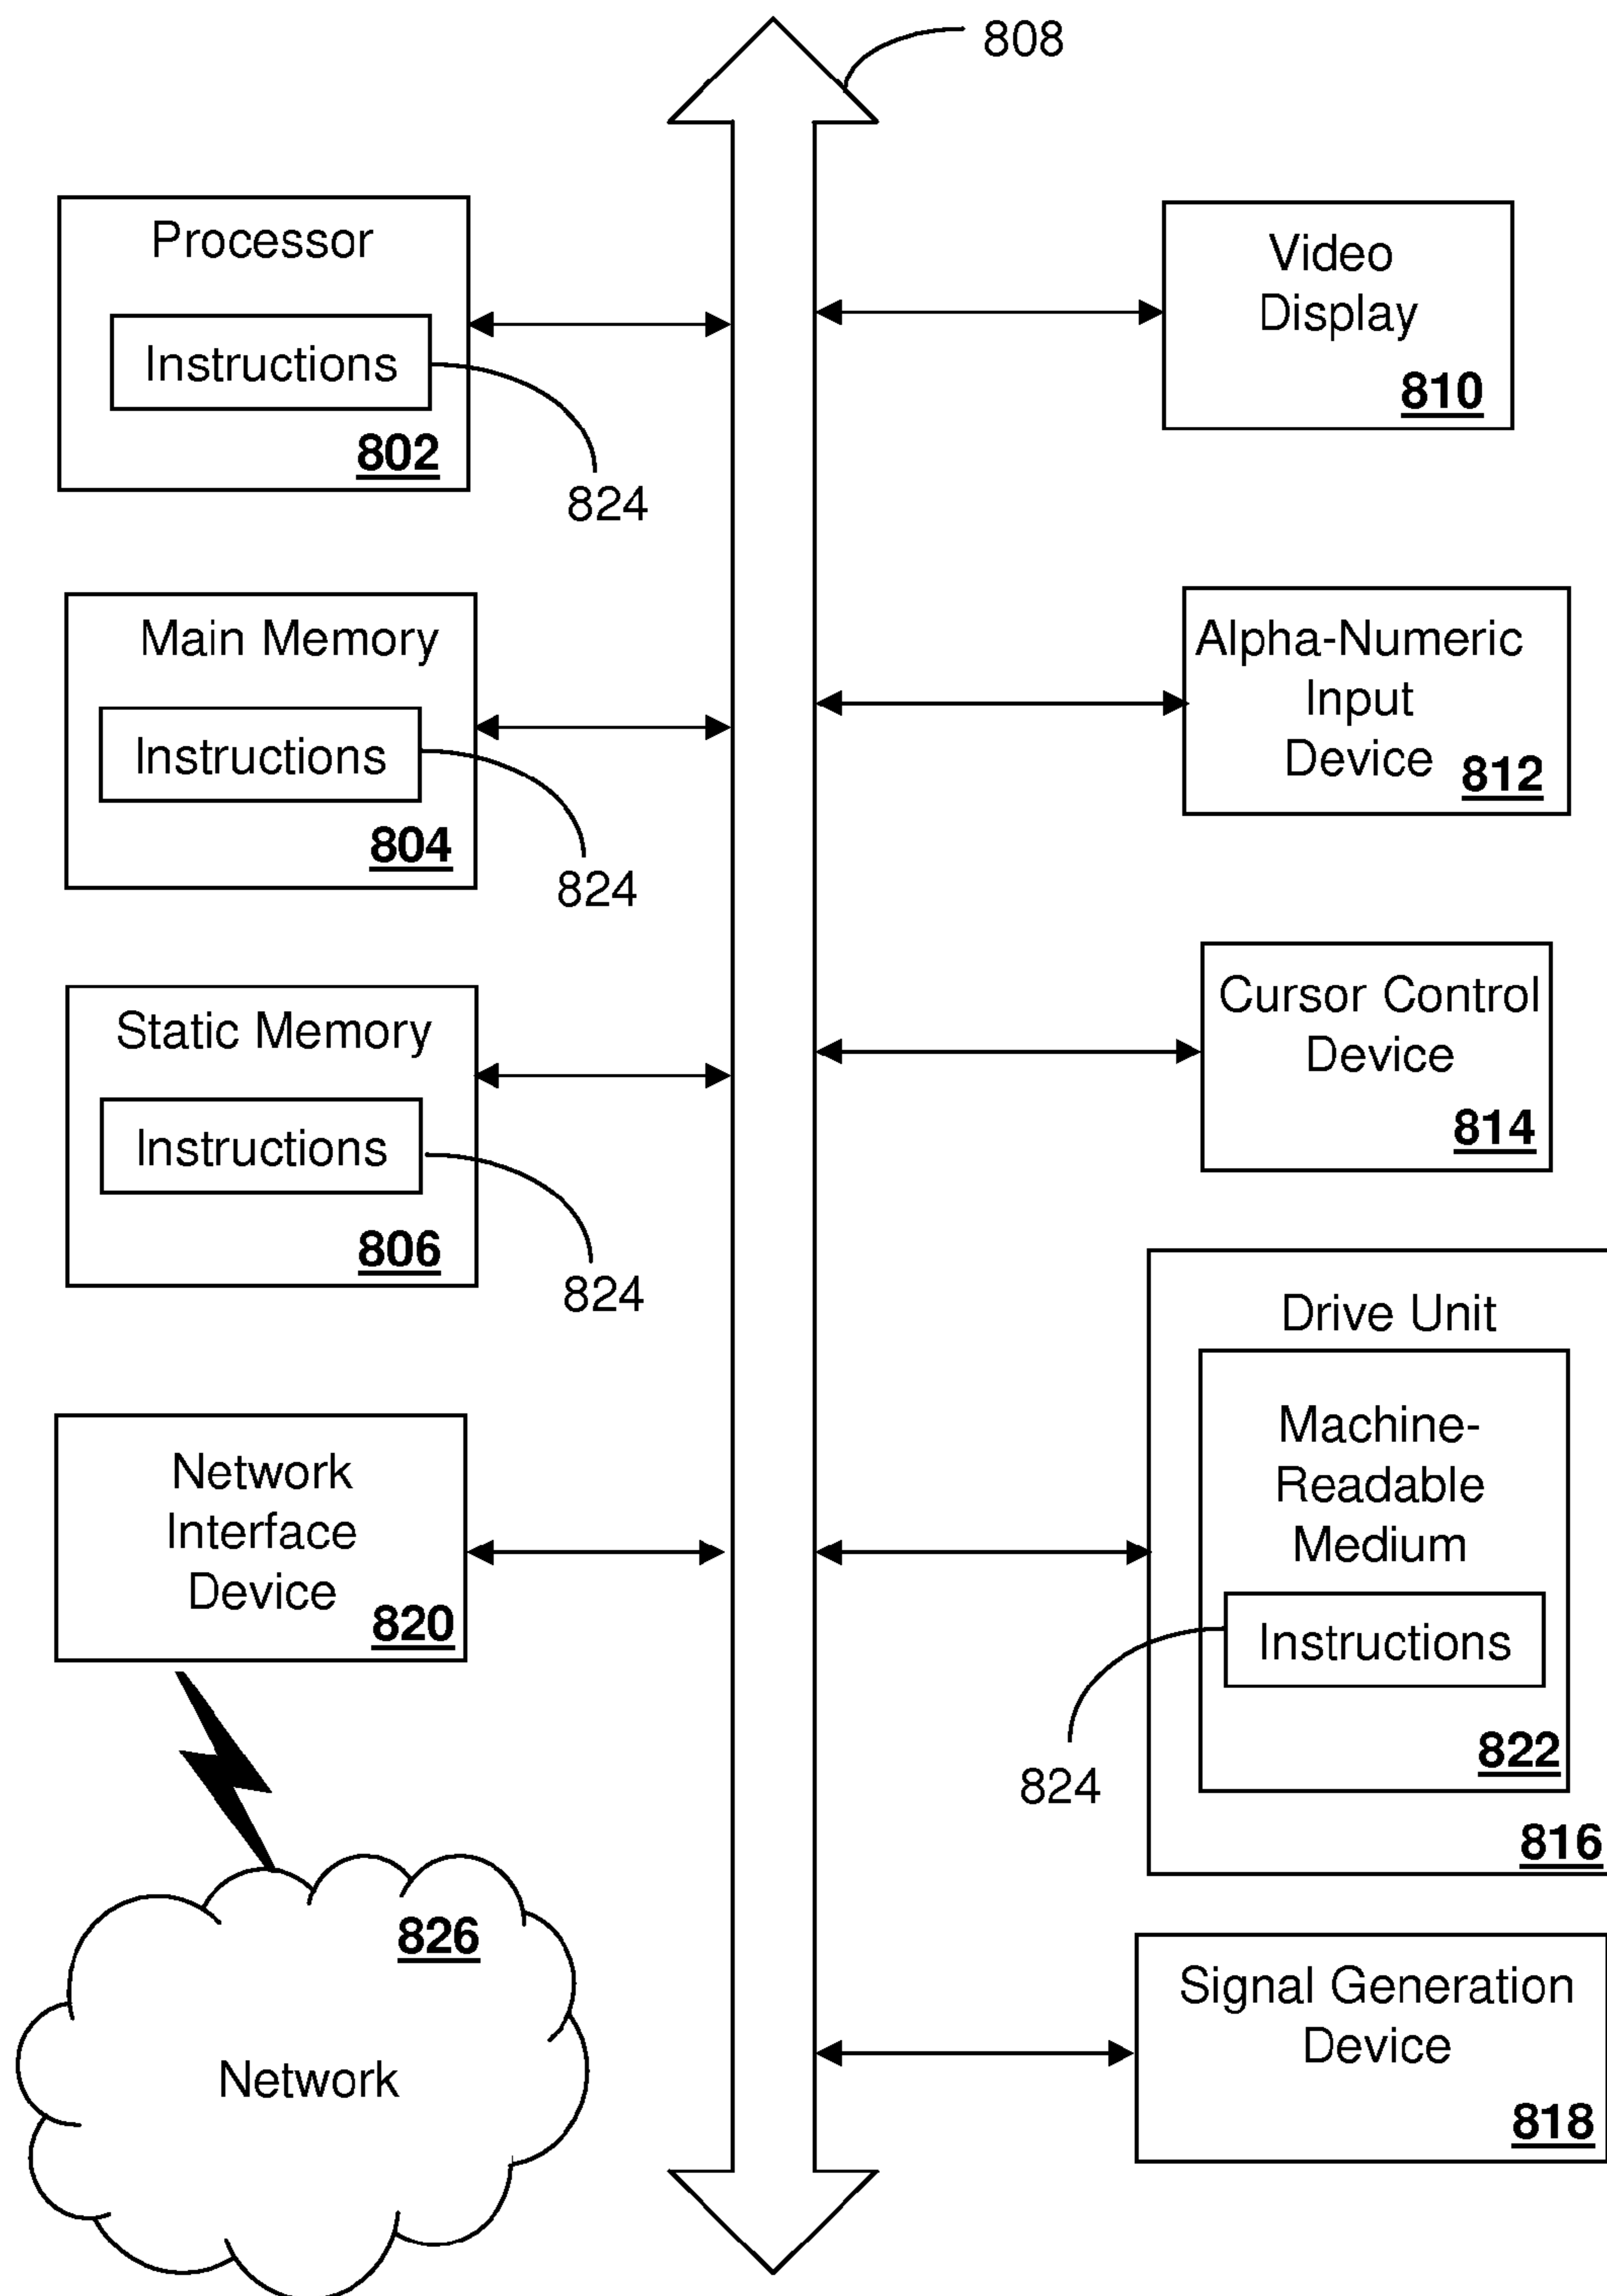 808
Processor
Instructions
802
824
Main Memory
Instructions
804
824
Static Memory
Instructions
806
824
Network
Interface
Device
820
826
Network
Video
Display
810
Alpha-Numeric
Input
Device
812
Cursor Control
Device
814
Drive Unit
Machine-
Readable
Medium
Instructions
822
824
816
Signal Generation
Device
818